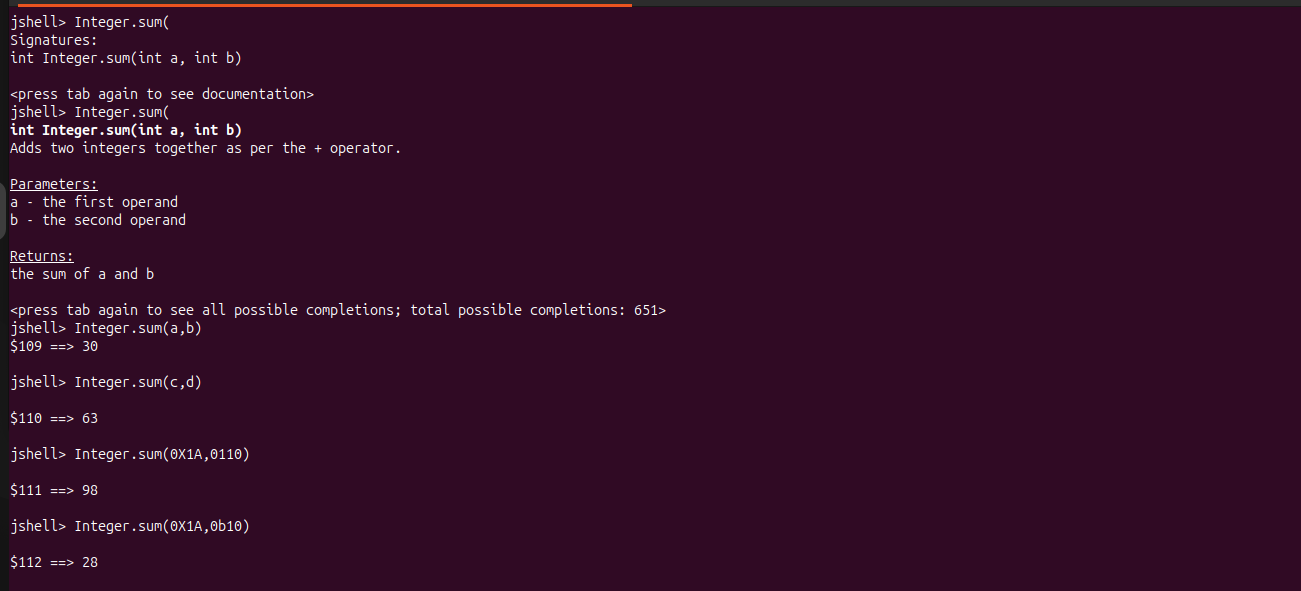 jshell> Integer.sum(
Signatures:
int Integer.sum(int a, int b)
<press tab again to see documentation>
jshell> Integer.sum(
int Integer.sum(int a, int b)
Adds two integers together as per the + operator.
Parameters:
a - the first operand
b - the second operand
Returns:
the sum of a and b
<press tab again to see all possible completions; total possible completions: 651>
jshell> Integer.sum(a,b)
$109 ==> 30
jshell> Integer.sum(c,d)
$110 ==> 63
jshell> Integer.sum(0X1A,0110)
$111 ==> 98
jshell> Integer.sum(0X1A,0b10)
$112 ==> 28